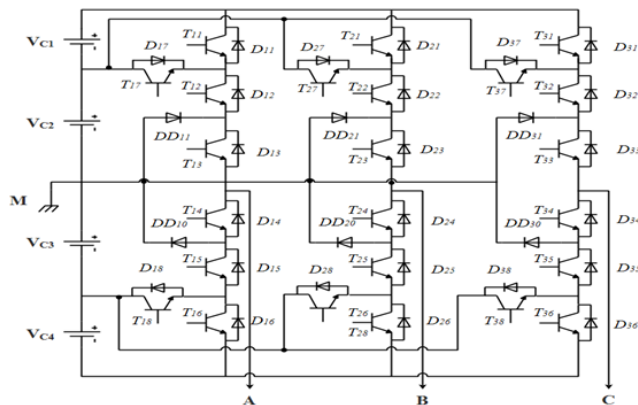 T11 T21 T31
VC1 D17 D11 D27 D21 D37 D31
T17 T12 D12 T27 T22 D22 T37 T32 D32
VC2 DD11 DD21 DD31
T13 D13 T23 D23 T33
M
T14 D14 T24 D24 T34 D34
DD10 DD20 DD30
VC3 T15 D15 T25 D25 T35
D18 D28 D38
T18 T16 D16 T26 D26 T38 T36 D36
VC4 T28
A B C